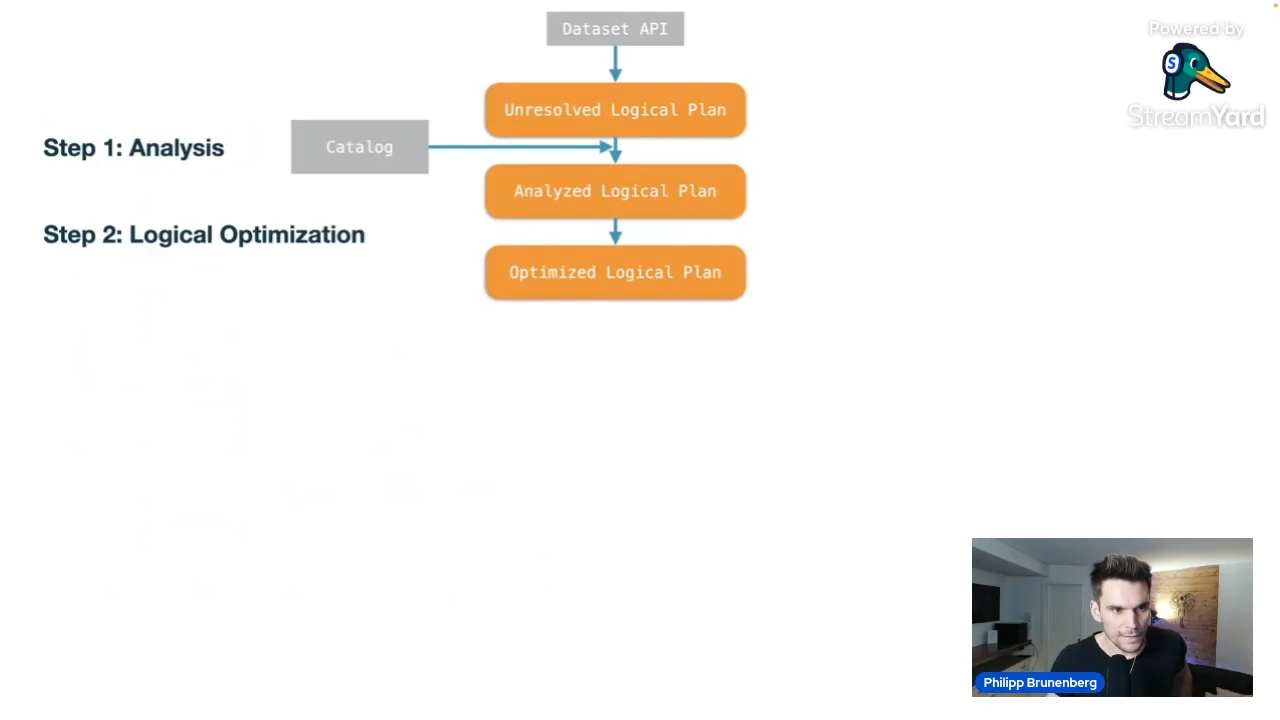 Dataset API
Powered by
StreamYard
Unresolved Logical Plan
Step 1: Analysis
Catalog
Analyzed Logical Plan
Step 2: Logical Optimization
Optimized Logical Plan
Philipp Brunenberg